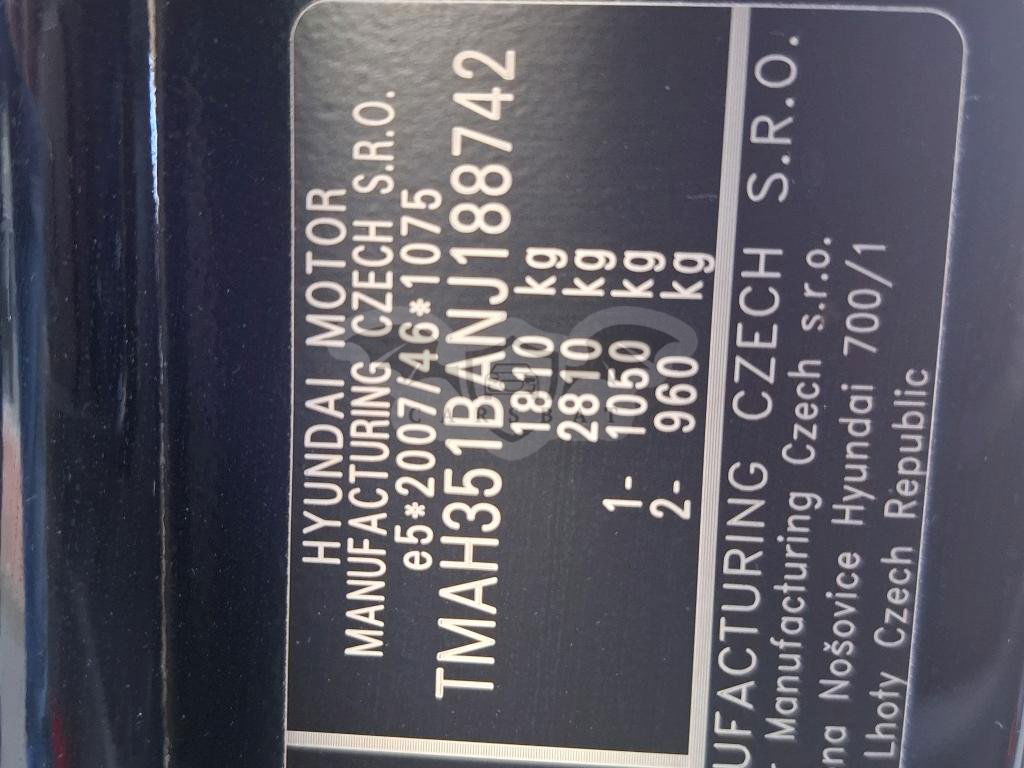 HYUNDAI MOTOR
MANUFACTURING CZECH S.R.O.
e5*2007/46*1075
TMAH351BANJ188742
1810 kg
2810 kg
1- 1050 kg
2- 960 kg
UFACTURING CZECH S.R.O.
Manufacturing Czech s.r.o.
na Nošovice Hyundai 700/1
Lhoty Czech Republic
CARSBAT